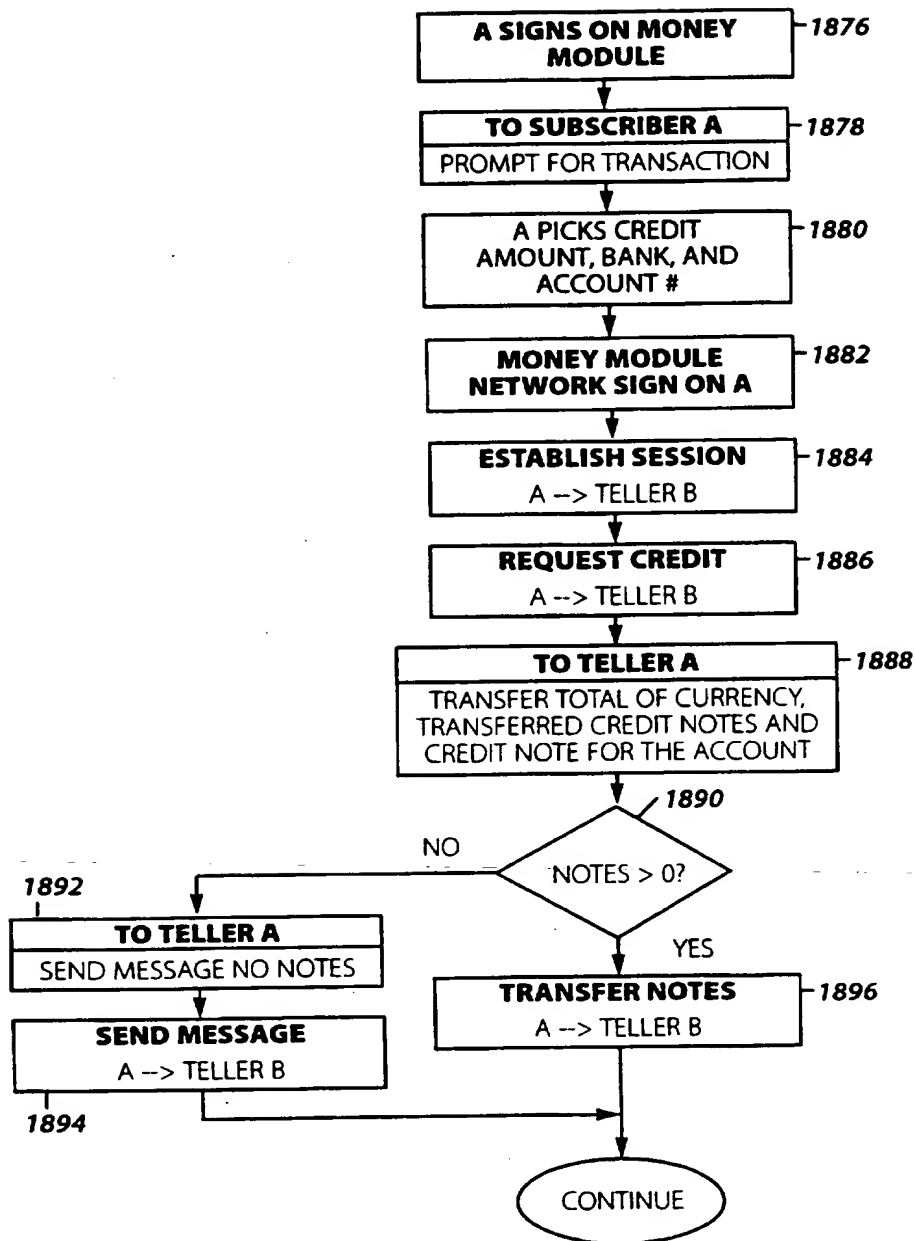 A SIGNS ON MONEY
MODULE
1876
TO SUBSCRIBER A
1878
PROMPT FOR TRANSACTION
A PICKS CREDIT
AMOUNT, BANK, AND
ACCOUNT #
1880
MONEY MODULE
NETWORK SIGN ON A
1882
ESTABLISH SESSION
1884
A --> TELLER B
REQUEST CREDIT
1886
A --> TELLER B
TO TELLER A
1888
TRANSFER TOTAL OF CURRENCY,
TRANSFERRED CREDIT NOTES AND
CREDIT NOTE FOR THE ACCOUNT
1890
NOTES > 0?
NO
YES
1892
TO TELLER A
SEND MESSAGE NO NOTES
SEND MESSAGE
A --> TELLER B
1894
TRANSFER NOTES
1896
A --> TELLER B
CONTINUE